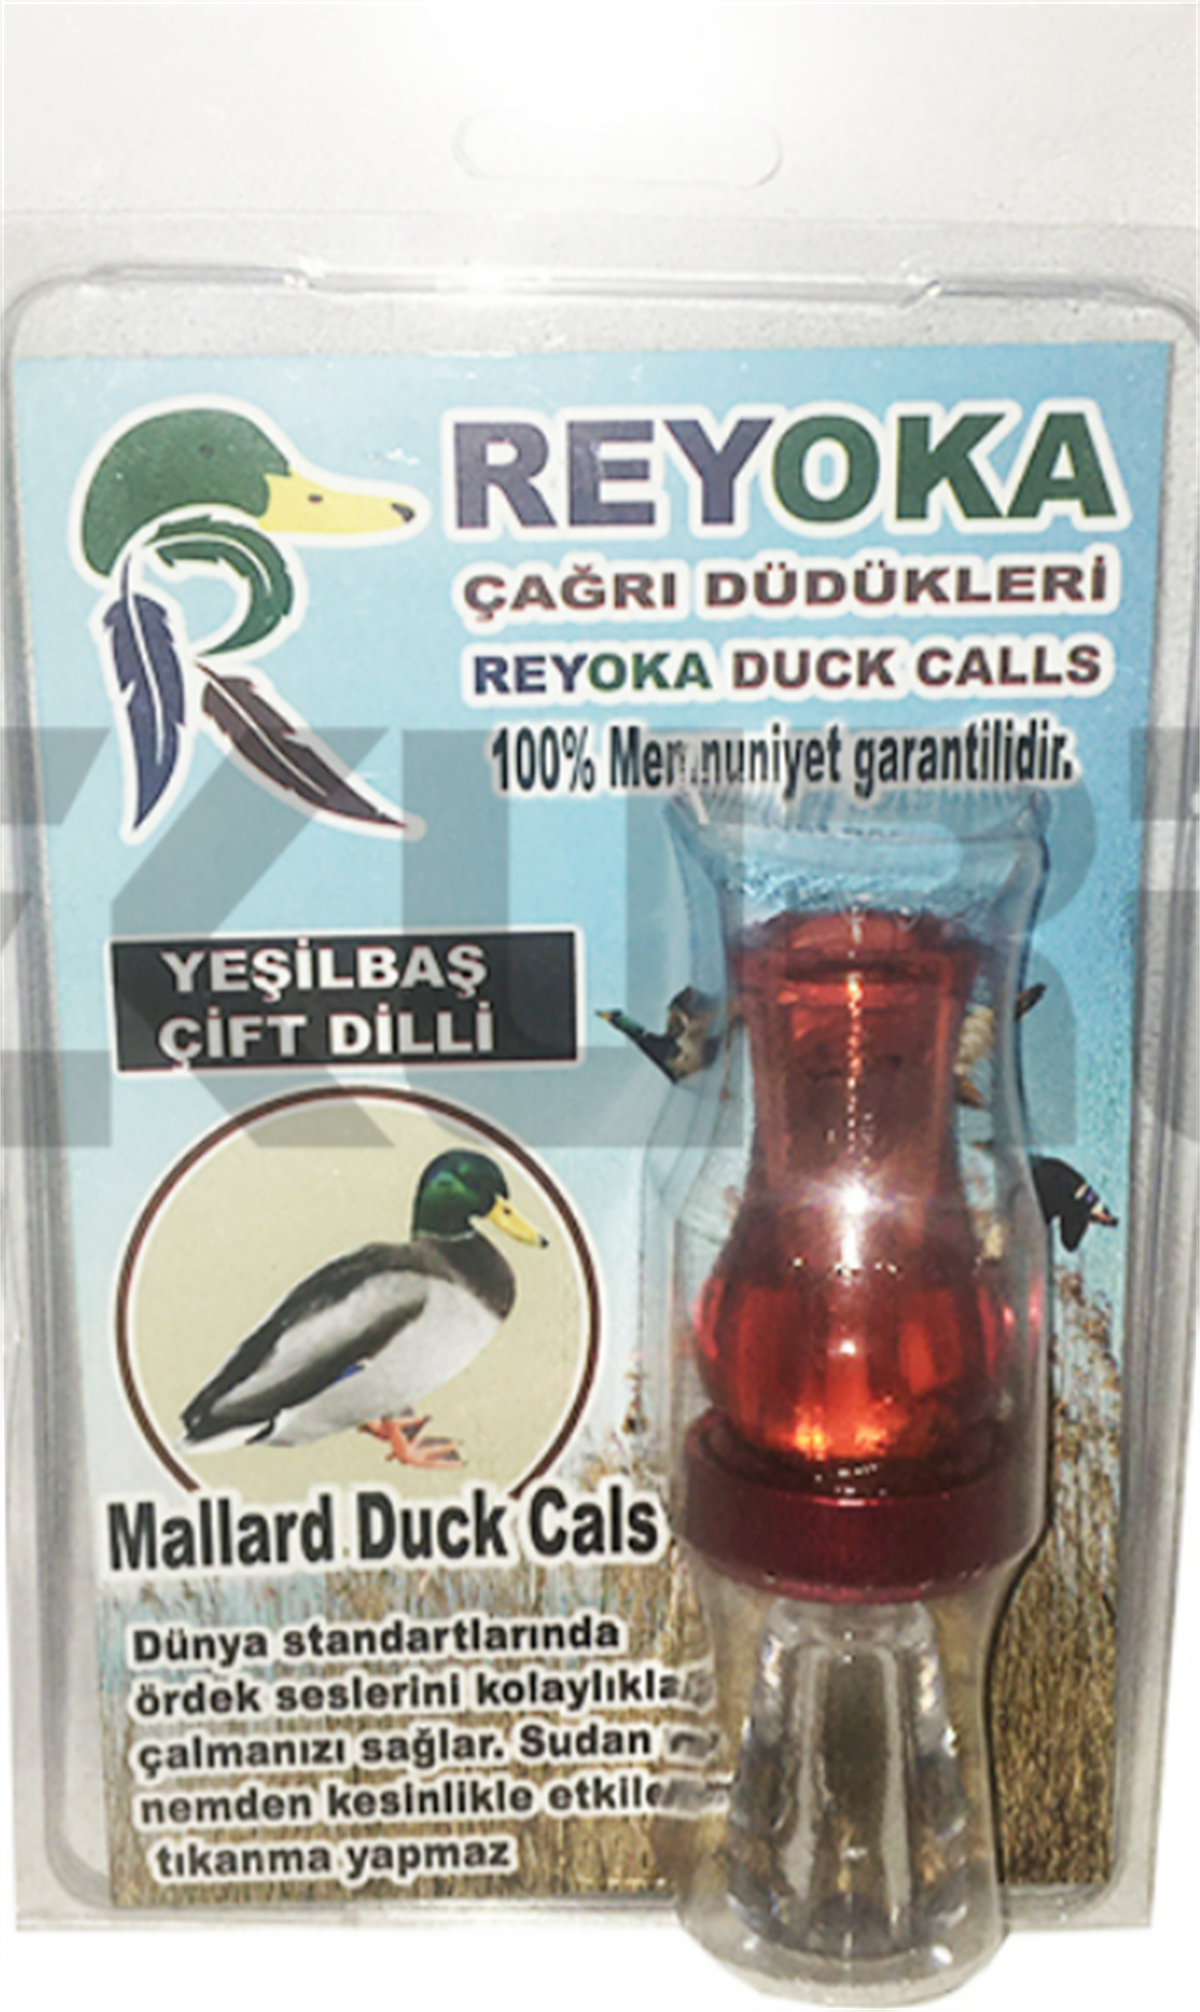 REYOKA
ÇAĞRI DÜDÜKLERİ
REYOKA DUCK CALLS
100% Memnuniyet garantilidir.
YEŞİLBAŞ
ÇİFT DİLLİ
Mallard Duck Cals
Dünya standartlarında
ördek seslerini kolaylıkla
çalmanızı sağlar. Sudan
nemden kesinlikle
tıkanma yapmaz